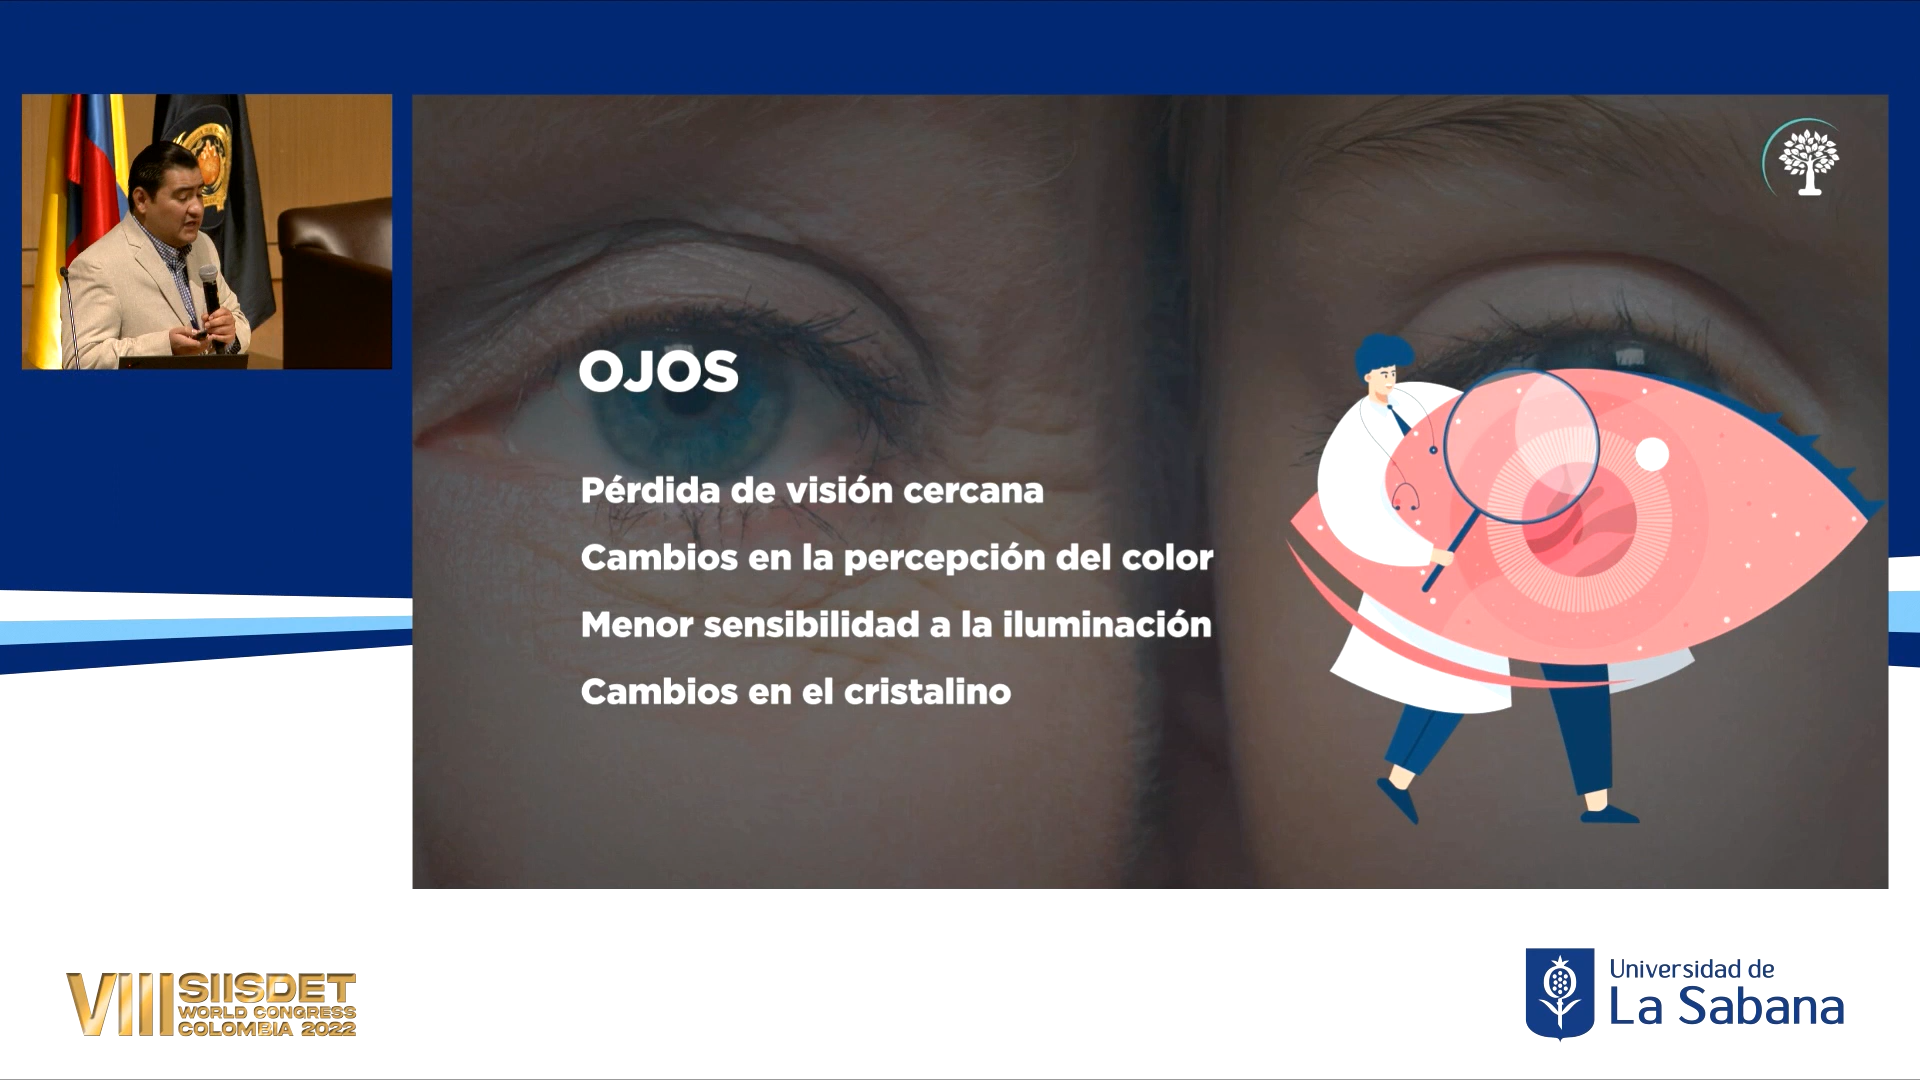 OJOS
Pérdida de visión cercana
Cambios en la percepción del color
Menor sensibilidad a la iluminación
Cambios en el cristalino
VIII SIISDET
WORLD CONGRESS
COLOMBIA 2022
Universidad de
La Sabana